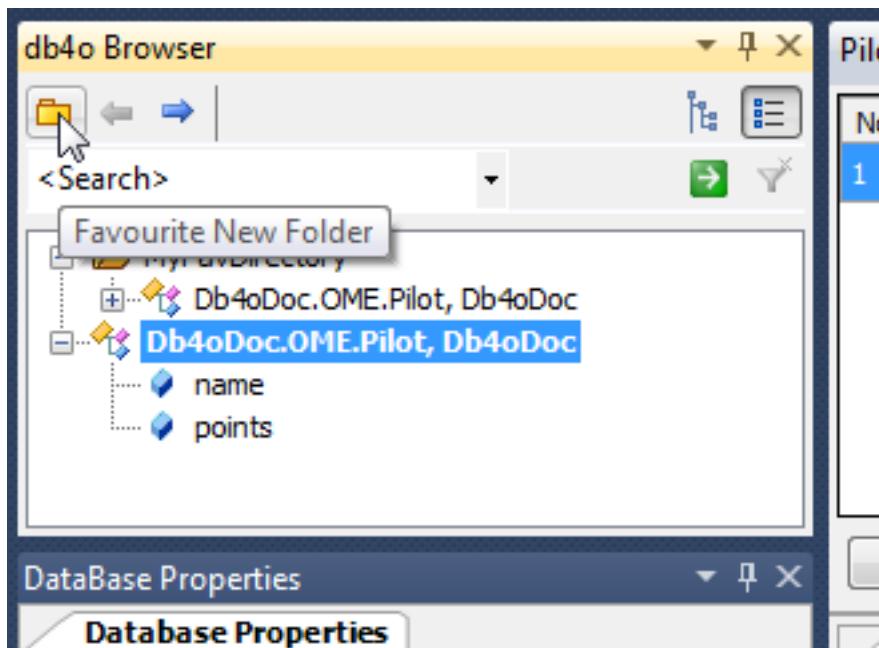 db4o Browser
<Search>
Favourite New Folder
MyFavDirectory
Db4oDoc.OME.Pilot, Db4oDoc
Db4oDoc.OME.Pilot, Db4oDoc
name
points
DataBase Properties
Database Properties
1